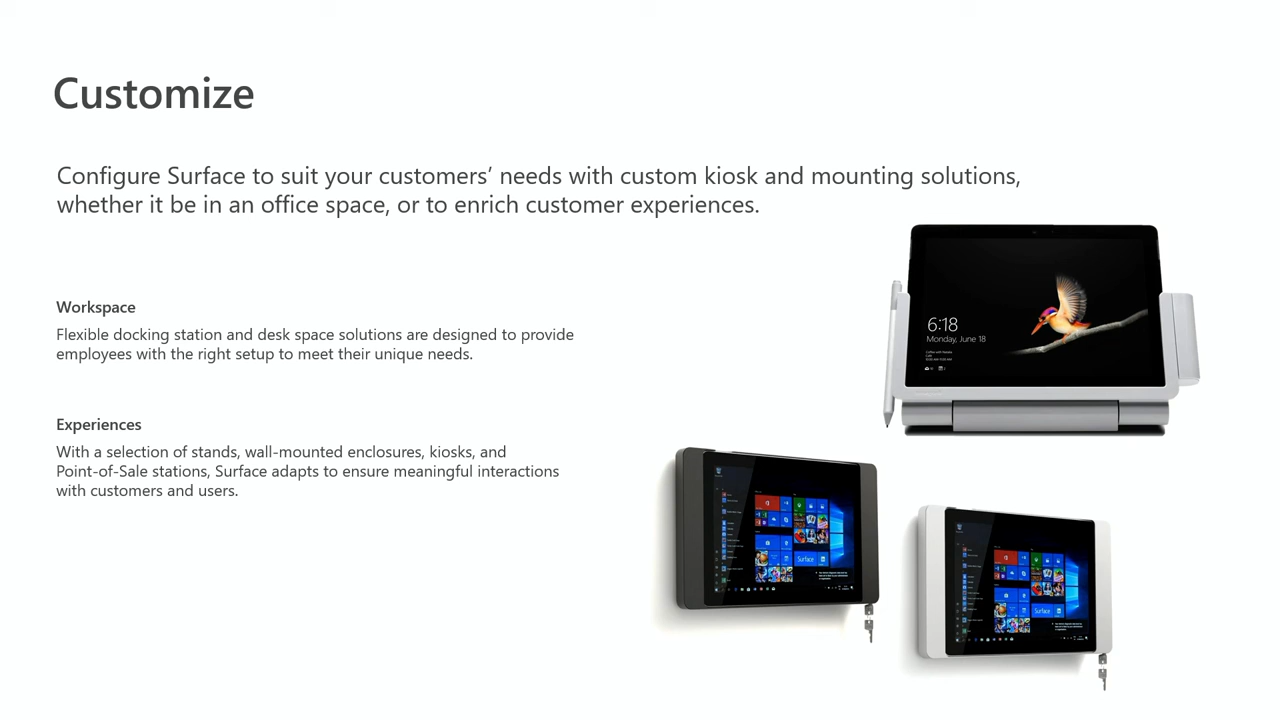 Customize
Configure Surface to suit your customers’ needs with custom kiosk and mounting solutions,
whether it be in an office space, or to enrich customer experiences.
Workspace
Flexible docking station and desk space solutions are designed to provide
employees with the right setup to meet their unique needs.
Experiences
With a selection of stands, wall-mounted enclosures, kiosks, and
Point-of-Sale stations, Surface adapts to ensure meaningful interactions
with customers and users.
6:18
Monday, June 18
Surface
Surface